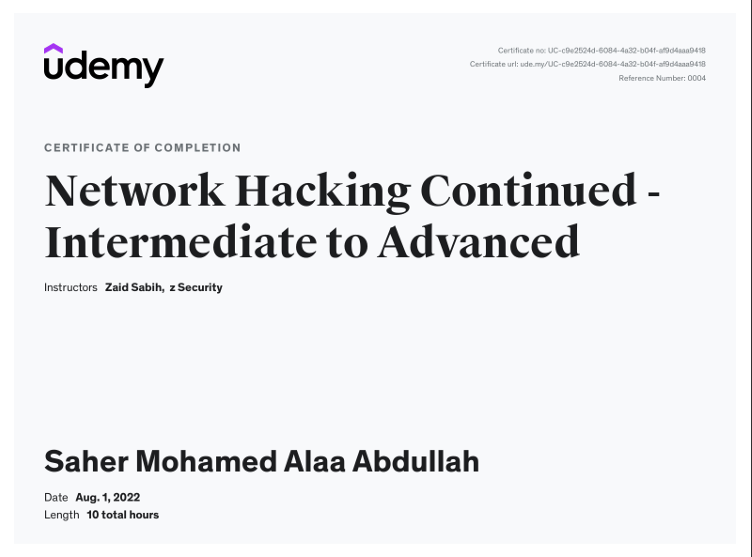 udemy
Certificate no: UC-c9e2524d-6084-4a32-b04f-af9d4aaa9418
Certificate url: ude.my/UC-c9e2524d-6084-4a32-b04f-af9d4aaa9418
Reference Number: 0004
CERTIFICATE OF COMPLETION
Network Hacking Continued -
Intermediate to Advanced
Instructors Zaid Sabih, z Security
Saher Mohamed Alaa Abdullah
Date Aug. 1, 2022
Length 10 total hours